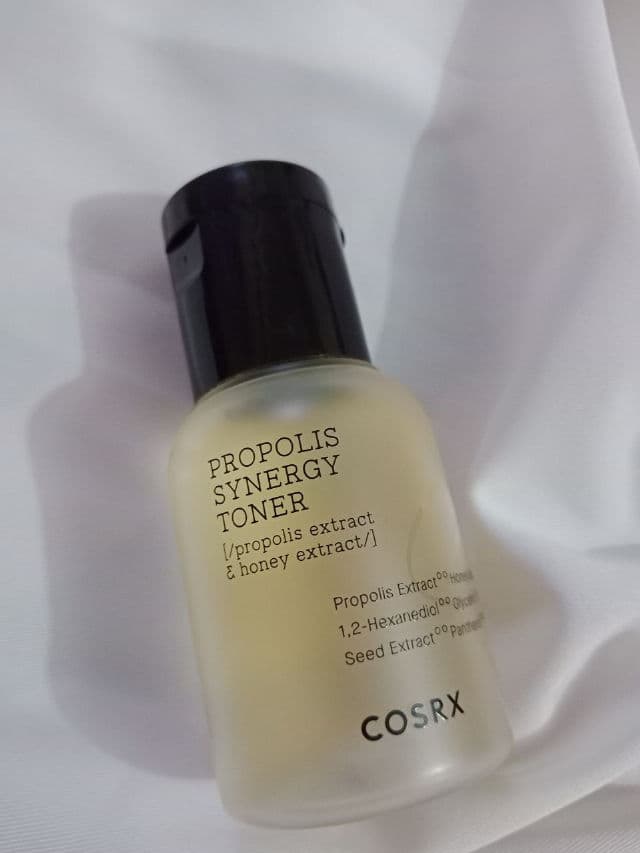 PROPOLIS
SYNERGY
TONER
[/propolis extract
& honey extract/]
Propolis Extract°°
1,2-Hexanediol°°
Seed Extract°°
COSRX